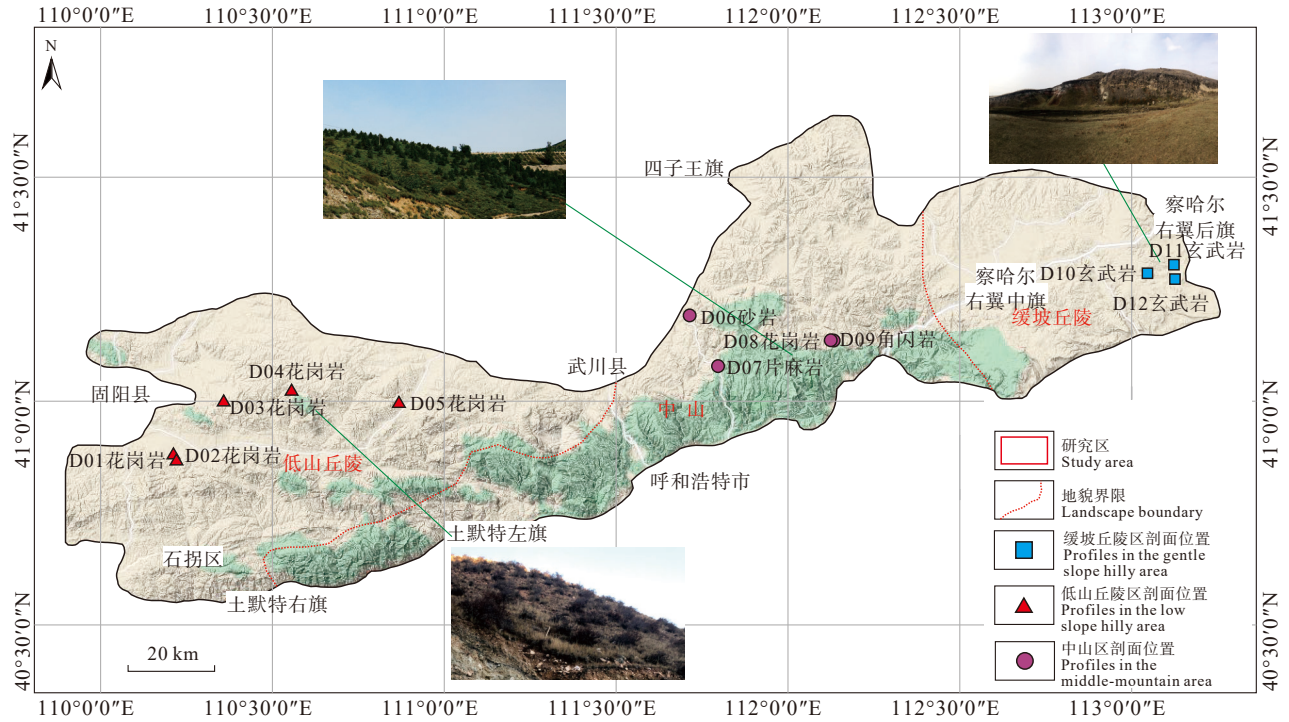 110°0′0″E
110°30′0″E
111°0′0″E
111°30′0″E
112°0′0″E
112°30′0″E
113°0′0″E
N
41°30′0″N
41°30′0″N
四子王旗
察哈尔
右翼后旗
D11玄武岩
D10玄武岩
察哈尔
右翼中旗
D12玄武岩
缓坡丘陵
D06砂岩
D08花岗岩
D09角闪岩
武川县
D07片麻岩
D04花岗岩
固阳县
D03花岗岩
D05花岗岩
中山
41°0′0″N
41°0′0″N
D01花岗岩
D02花岗岩
低山丘陵
呼和浩特市
土默特左旗
石拐区
土默特右旗
研究区
Study area
地貌界限
Landscape boundary
缓坡丘陵区剖面位置
Profiles in the gentle
slope hilly area
低山丘陵区剖面位置
Profiles in the low
slope hilly area
中山区剖面位置
Profiles in the
middle-mountain area
40°30′0″N
40°30′0″N
20 km
110°0′0″E
110°30′0″E
111°0′0″E
111°30′0″E
112°0′0″E
112°30′0″E
113°0′0″E